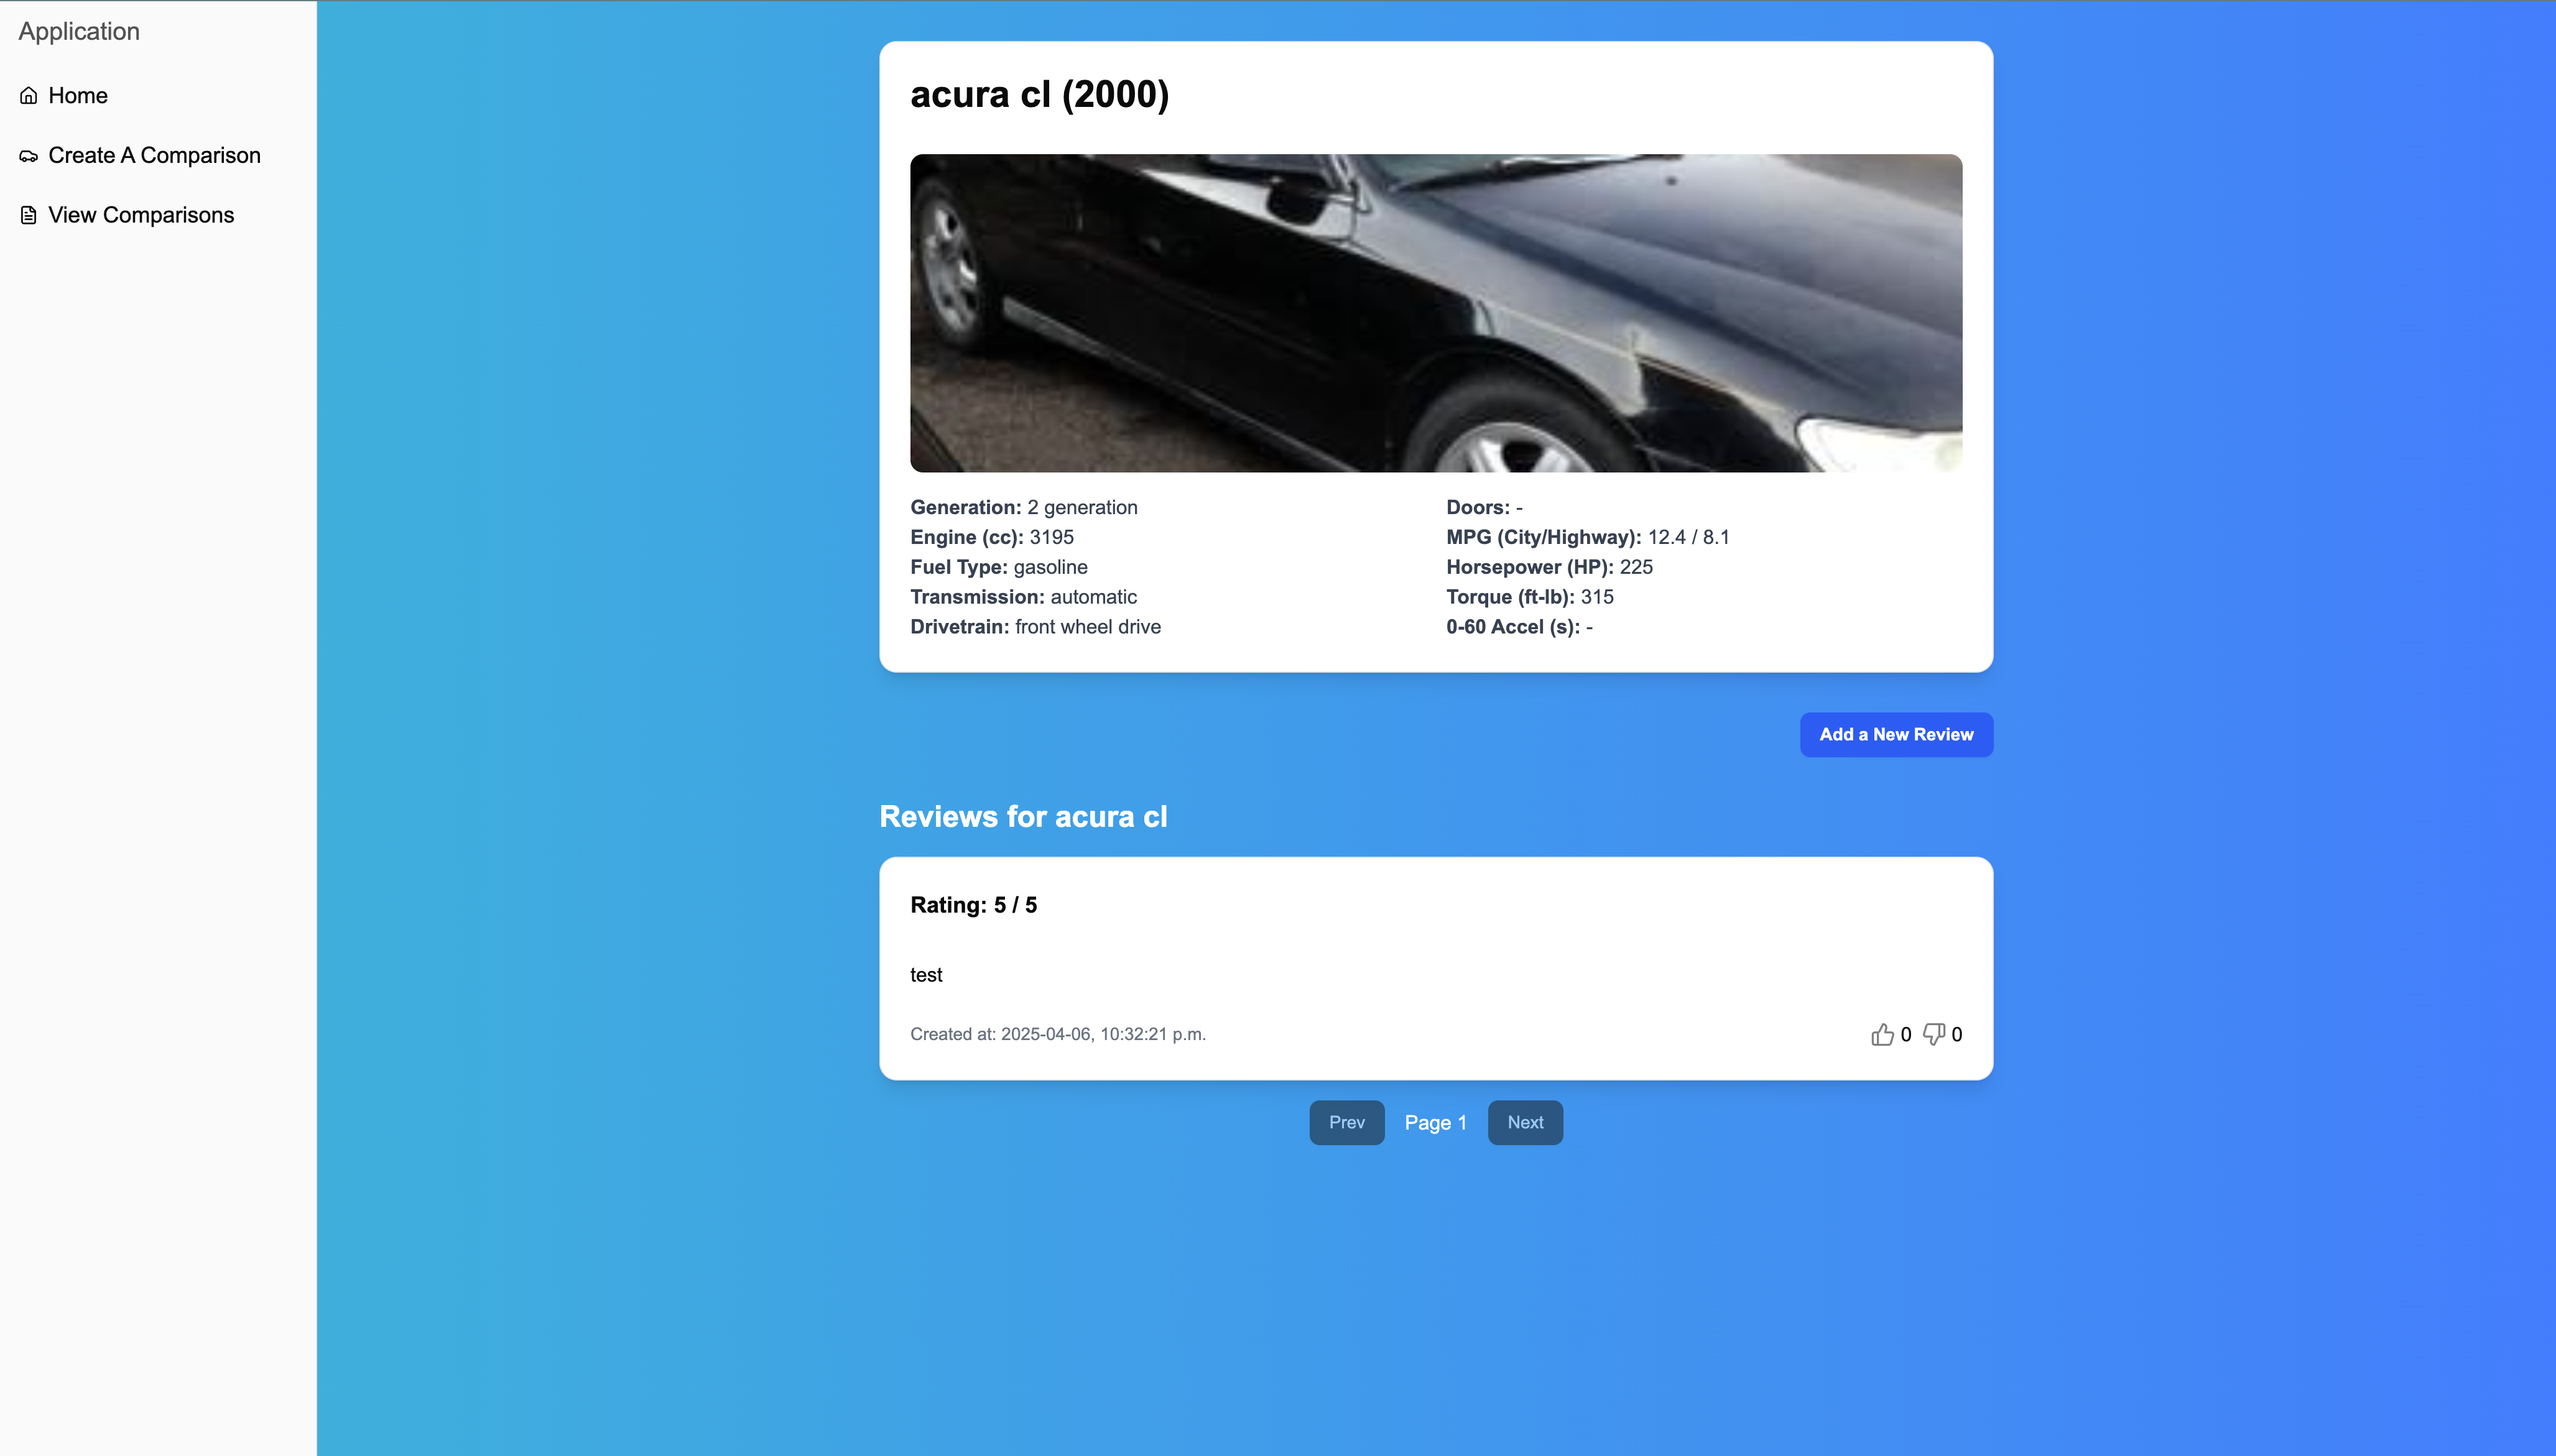 Application
Home
Create A Comparison
View Comparisons
acura cl (2000)
Generation: 2 generation
Engine (cc): 3195
Fuel Type: gasoline
Transmission: automatic
Drivetrain: front wheel drive
Doors: -
MPG (City/Highway): 12.4 / 8.1
Horsepower (HP): 225
Torque (ft-lb): 315
0-60 Accel (s): -
Add a New Review
Reviews for acura cl
Rating: 5 / 5
test
Created at: 2025-04-06, 10:32:21 p.m.
0 0
Prev Page 1 Next